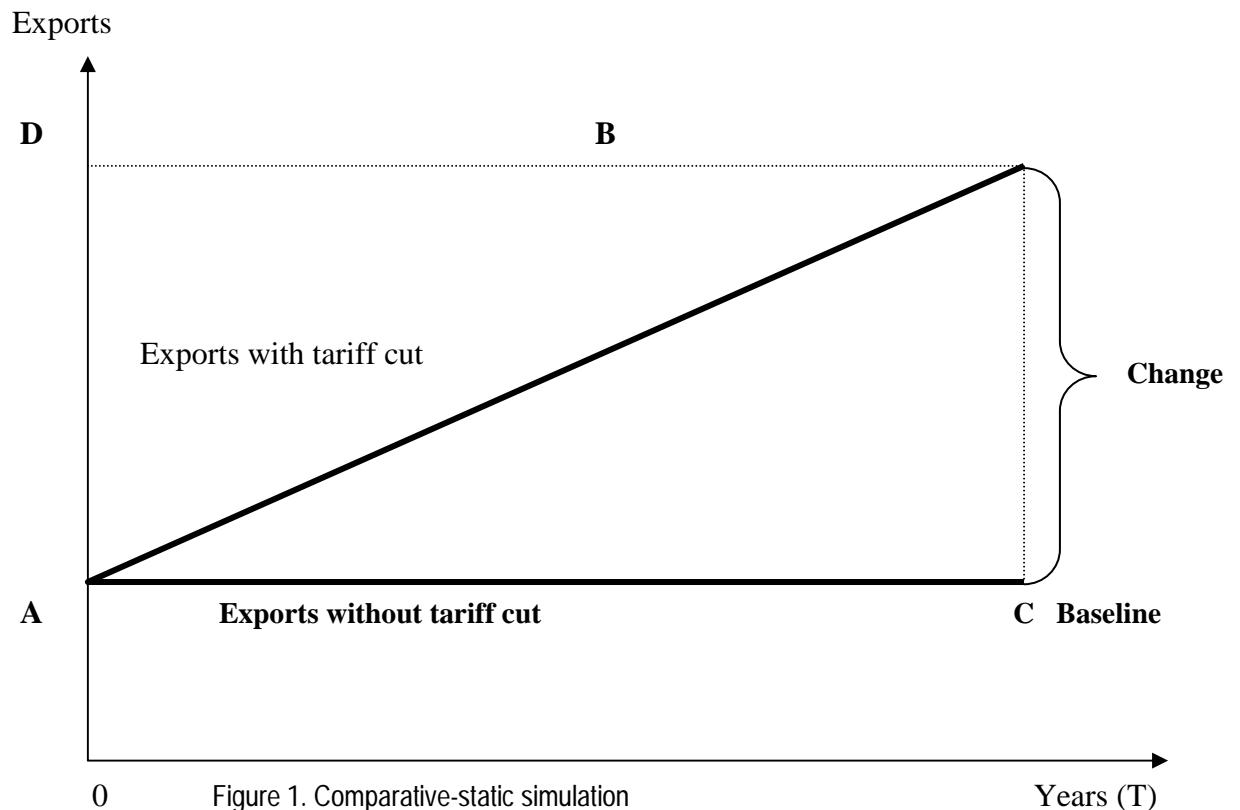 Exports
D B
Exports with tariff cut
Change
A Exports without tariff cut C Baseline
0 Figure 1. Comparative-static simulation Years (T)